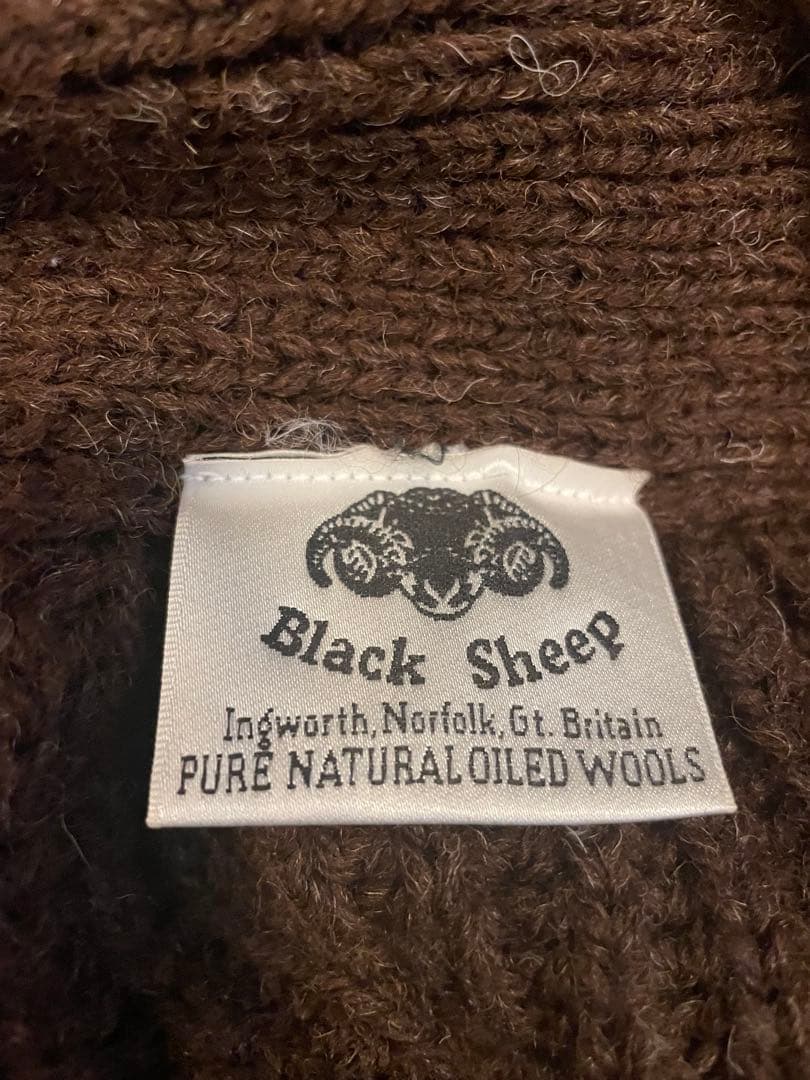 Black Sheep
Ingworth, Norfolk, Gt. Britain
PURE NATURAL OILED WOOLS